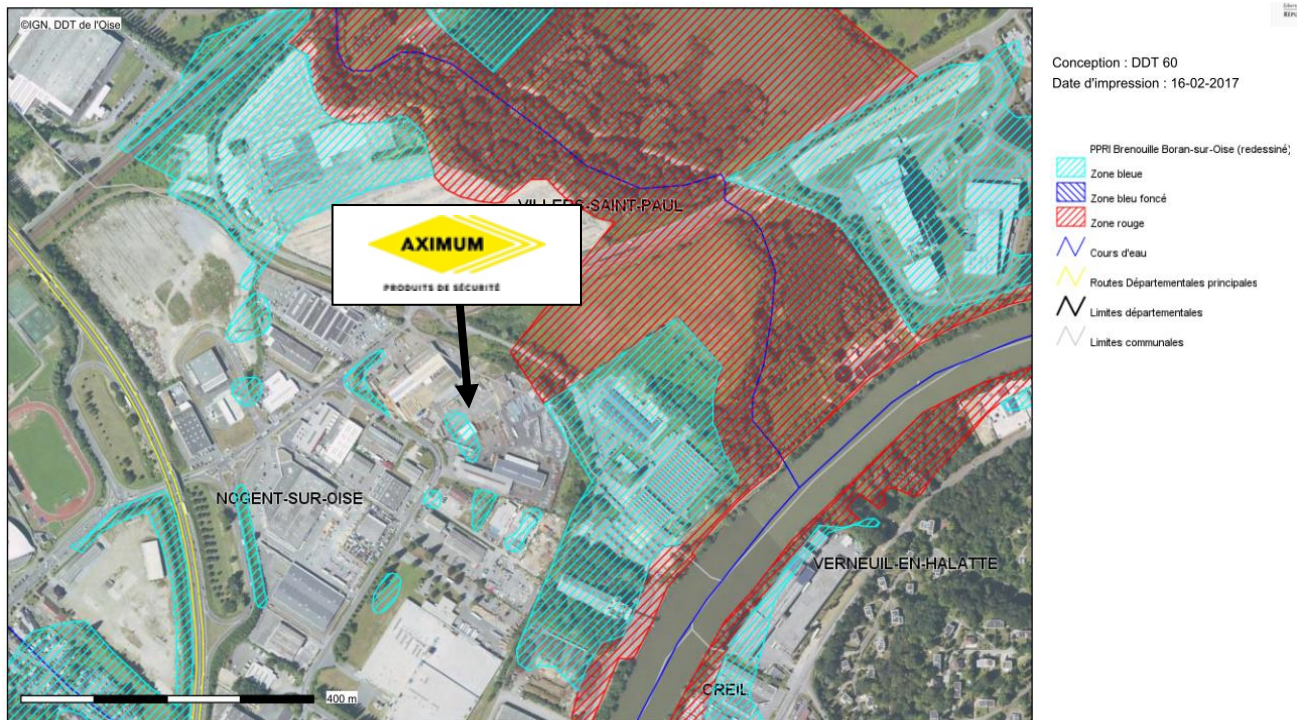 ©IGN, DDT de l'Oise
Conception : DDT 60
Date d'impression : 16-02-2017
PPRI Brenouille Boran-sur-Oise (redessiné)
Zone bleue
Zone bleu foncé
Zone rouge
Cours d'eau
Routes Départementales principales
Limites départementales
Limites communales
VILLERS-SAINT-PAUL
AXIMUM
PRODUITS DE SÉCURITÉ
NOGENT-SUR-OISE
VERNEUIL-EN-HALATTE
CREIL
400 m